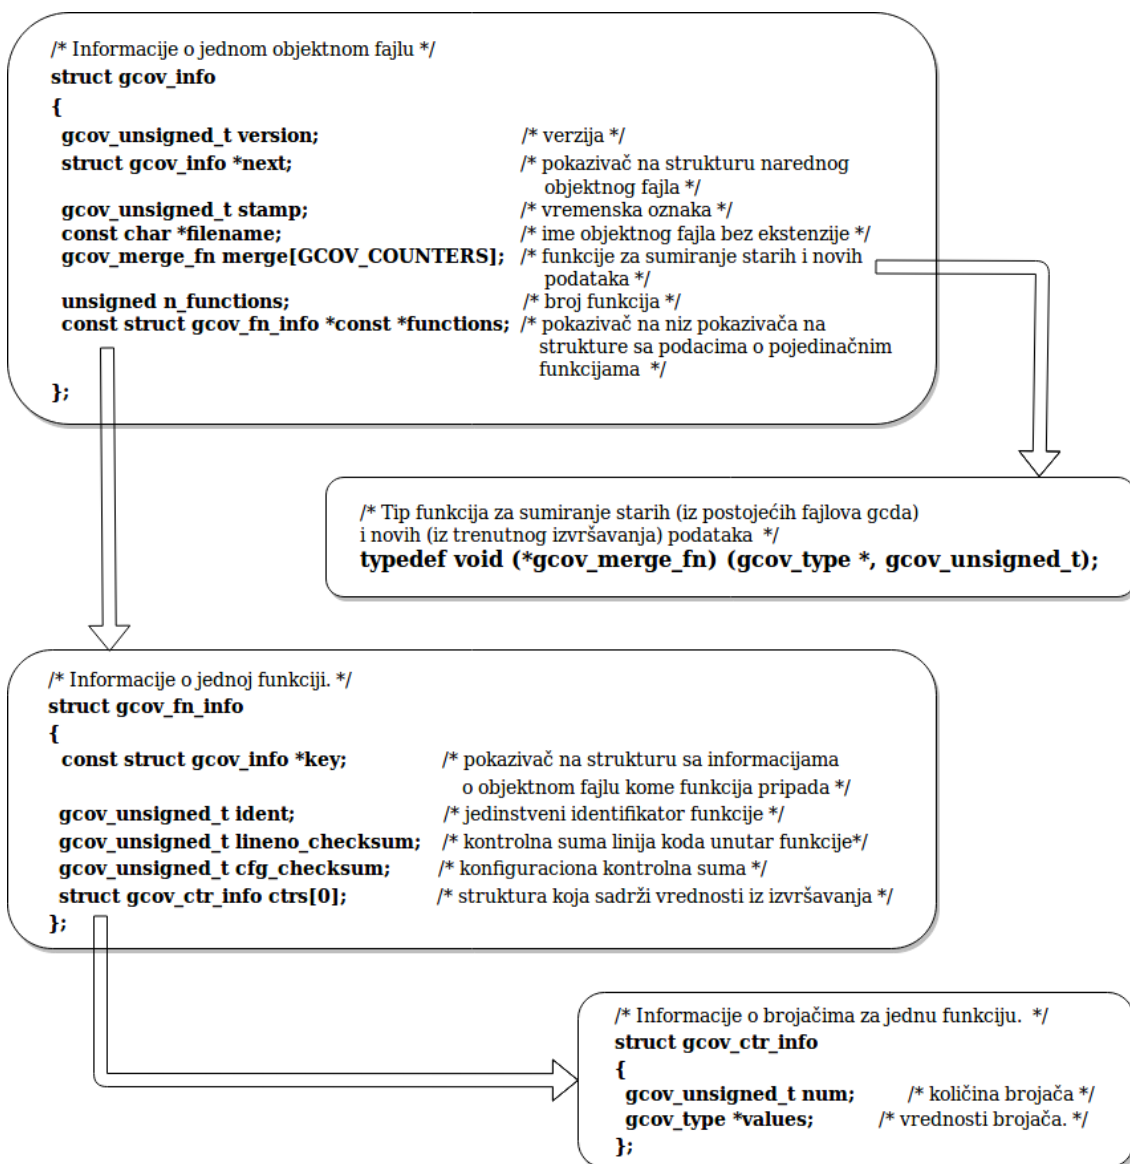 /* Informacije o jednom objektnom fajlu */
struct gcov_info
{
gcov_unsigned_t version; /* verzija */
struct gcov_info *next; /* pokazivač na strukturu narednog
objektnog fajla */
gcov_unsigned_t stamp; /* vremenska oznaka */
const char *filename; /* ime objektnog fajla bez ekstenzije */
gcov_merge_fn merge[GCOV_COUNTERS]; /* funkcije za sumiranje starih i novih
podataka */
unsigned n_functions; /* broj funkcija */
const struct gcov_fn_info *const *functions; /* pokazivač na niz pokazivača na
strukture sa podacima o pojedinačnim
funkcijama */
};
/* Tip funkcija za sumiranje starih (iz postojećih fajlova gcda)
i novih (iz trenutnog izvršavanja) podataka */
typedef void (*gcov_merge_fn) (gcov_type *, gcov_unsigned_t);
/* Informacije o jednoj funkciji. */
struct gcov_fn_info
{
const struct gcov_info *key; /* pokazivač na strukturu sa informacijama
o objektnom fajlu kome funkcija pripada */
gcov_unsigned_t ident; /* jedinstveni identifikator funkcije */
gcov_unsigned_t lineno_checksum; /* kontrolna suma linija koda unutar funkcije*/
gcov_unsigned_t cfg_checksum; /* konfiguraciona kontrolna suma */
struct gcov_ctr_info ctrs[0]; /* struktura koja sadrži vrednosti iz izvršavanja */
};
/* Informacije o brojačima za jednu funkciju. */
struct gcov_ctr_info
{
gcov_unsigned_t num; /* količina brojača */
gcov_type *values; /* vrednosti brojača. */
};